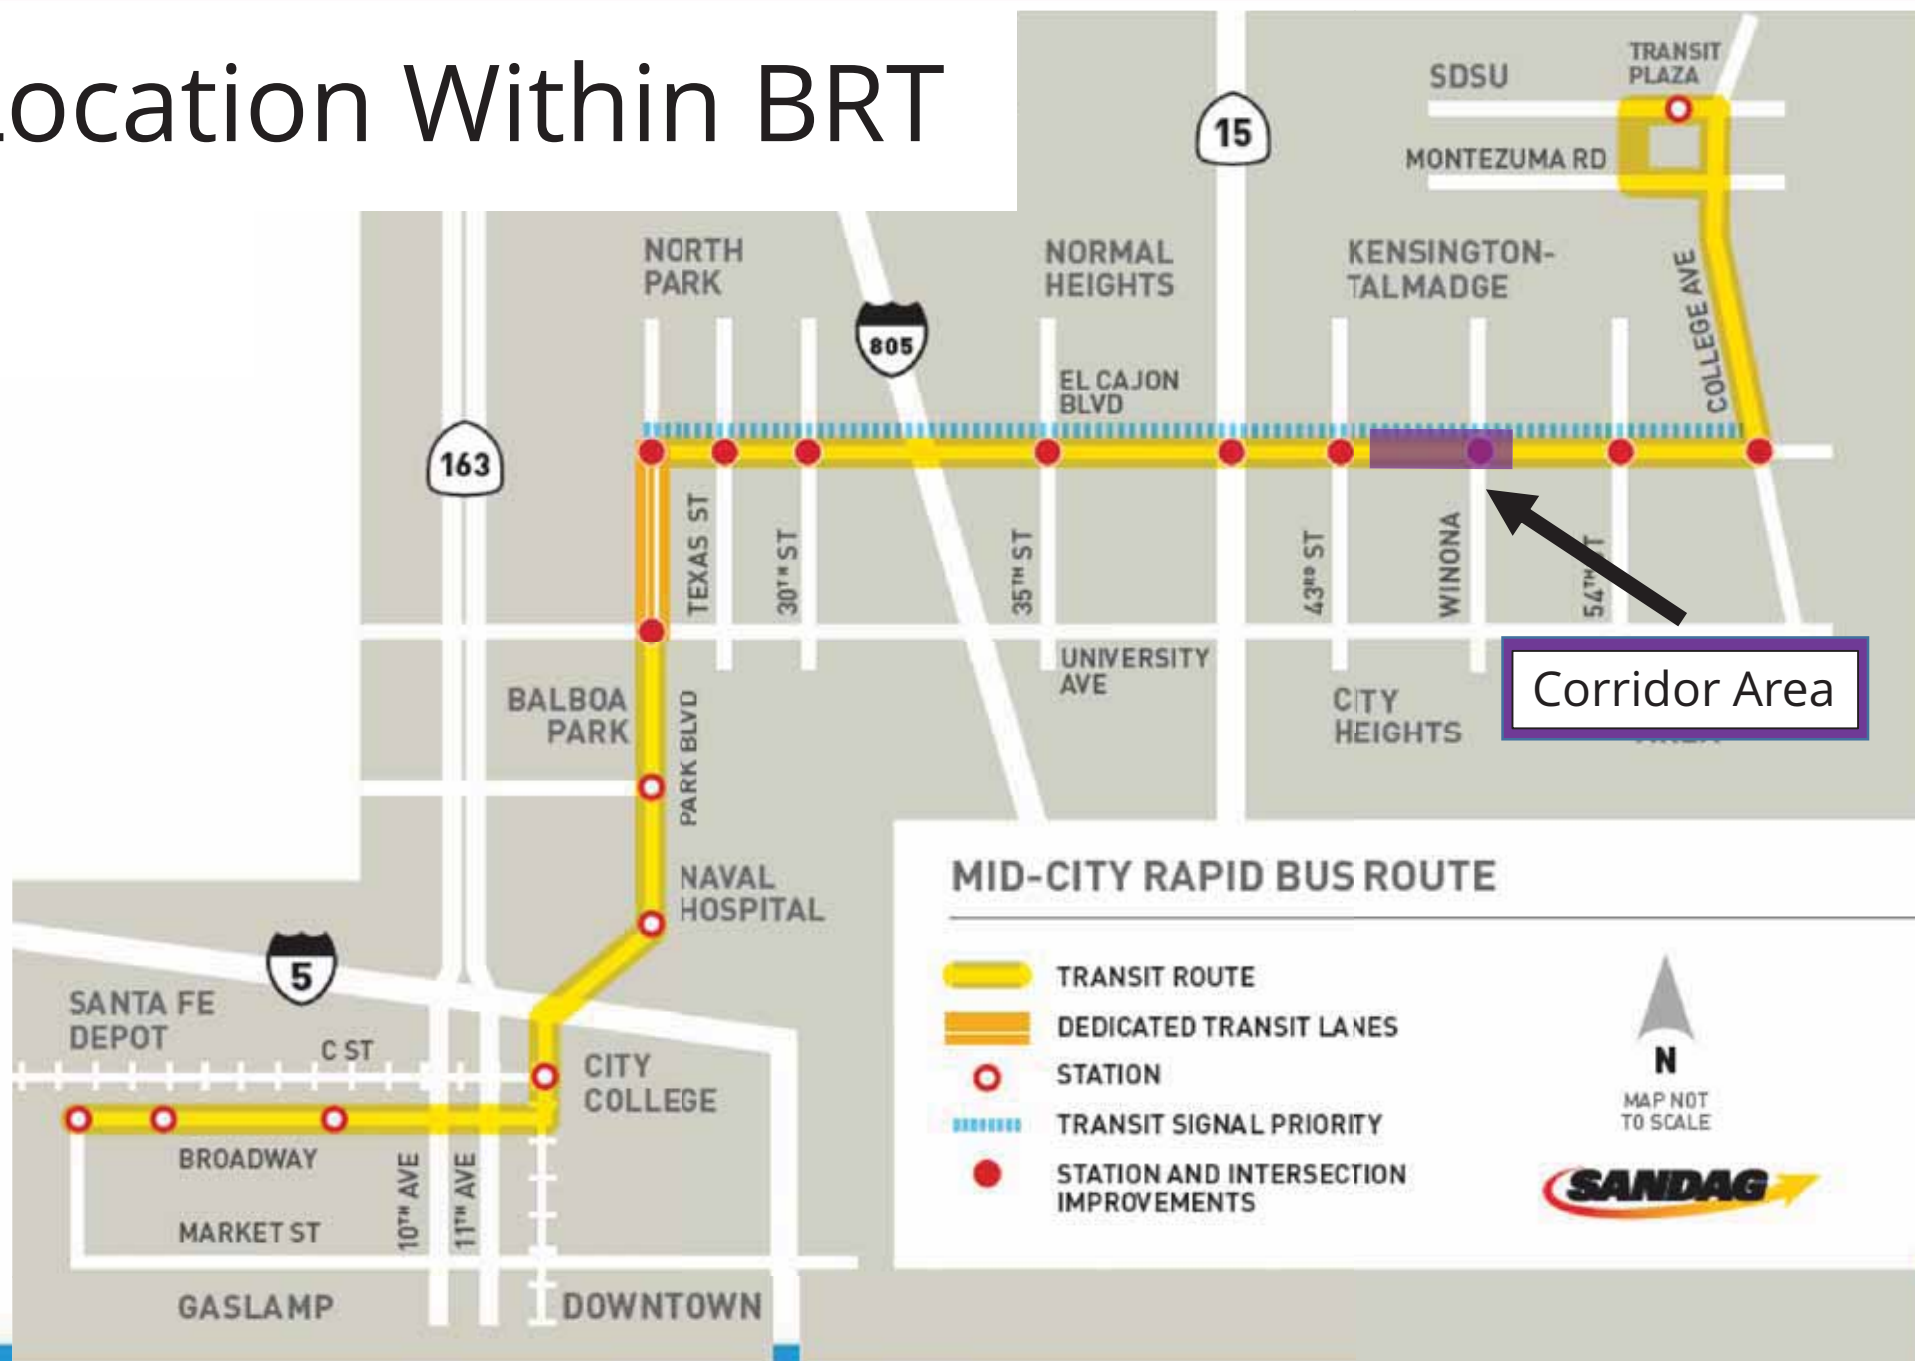 ocation Within BRT
SDSU
TRANSIT
PLAZA
15
MONTEZUMA RD
NORTH
PARK
NORMAL
HEIGHTS
KENSINGTON-
TALMADGE
COLLEGE AVE
805
EL CAJON
BLVD
163
TEXAS ST
30TH ST
35TH ST
43RD ST
WINONA
54TH ST
UNIVERSITY
AVE
Corridor Area
BALBOA
PARK
PARK BLVD
CITY
HEIGHTS
NAVAL
HOSPITAL
5
SANTA FE
DEPOT
C ST
CITY
COLLEGE
BROADWAY
10TH AVE
11TH AVE
MARKET ST
GASLAMP
DOWNTOWN
MID-CITY RAPID BUS ROUTE
TRANSIT ROUTE
DEDICATED TRANSIT LANES
STATION
TRANSIT SIGNAL PRIORITY
STATION AND INTERSECTION
IMPROVEMENTS
N
MAP NOT
TO SCALE
SANDAG